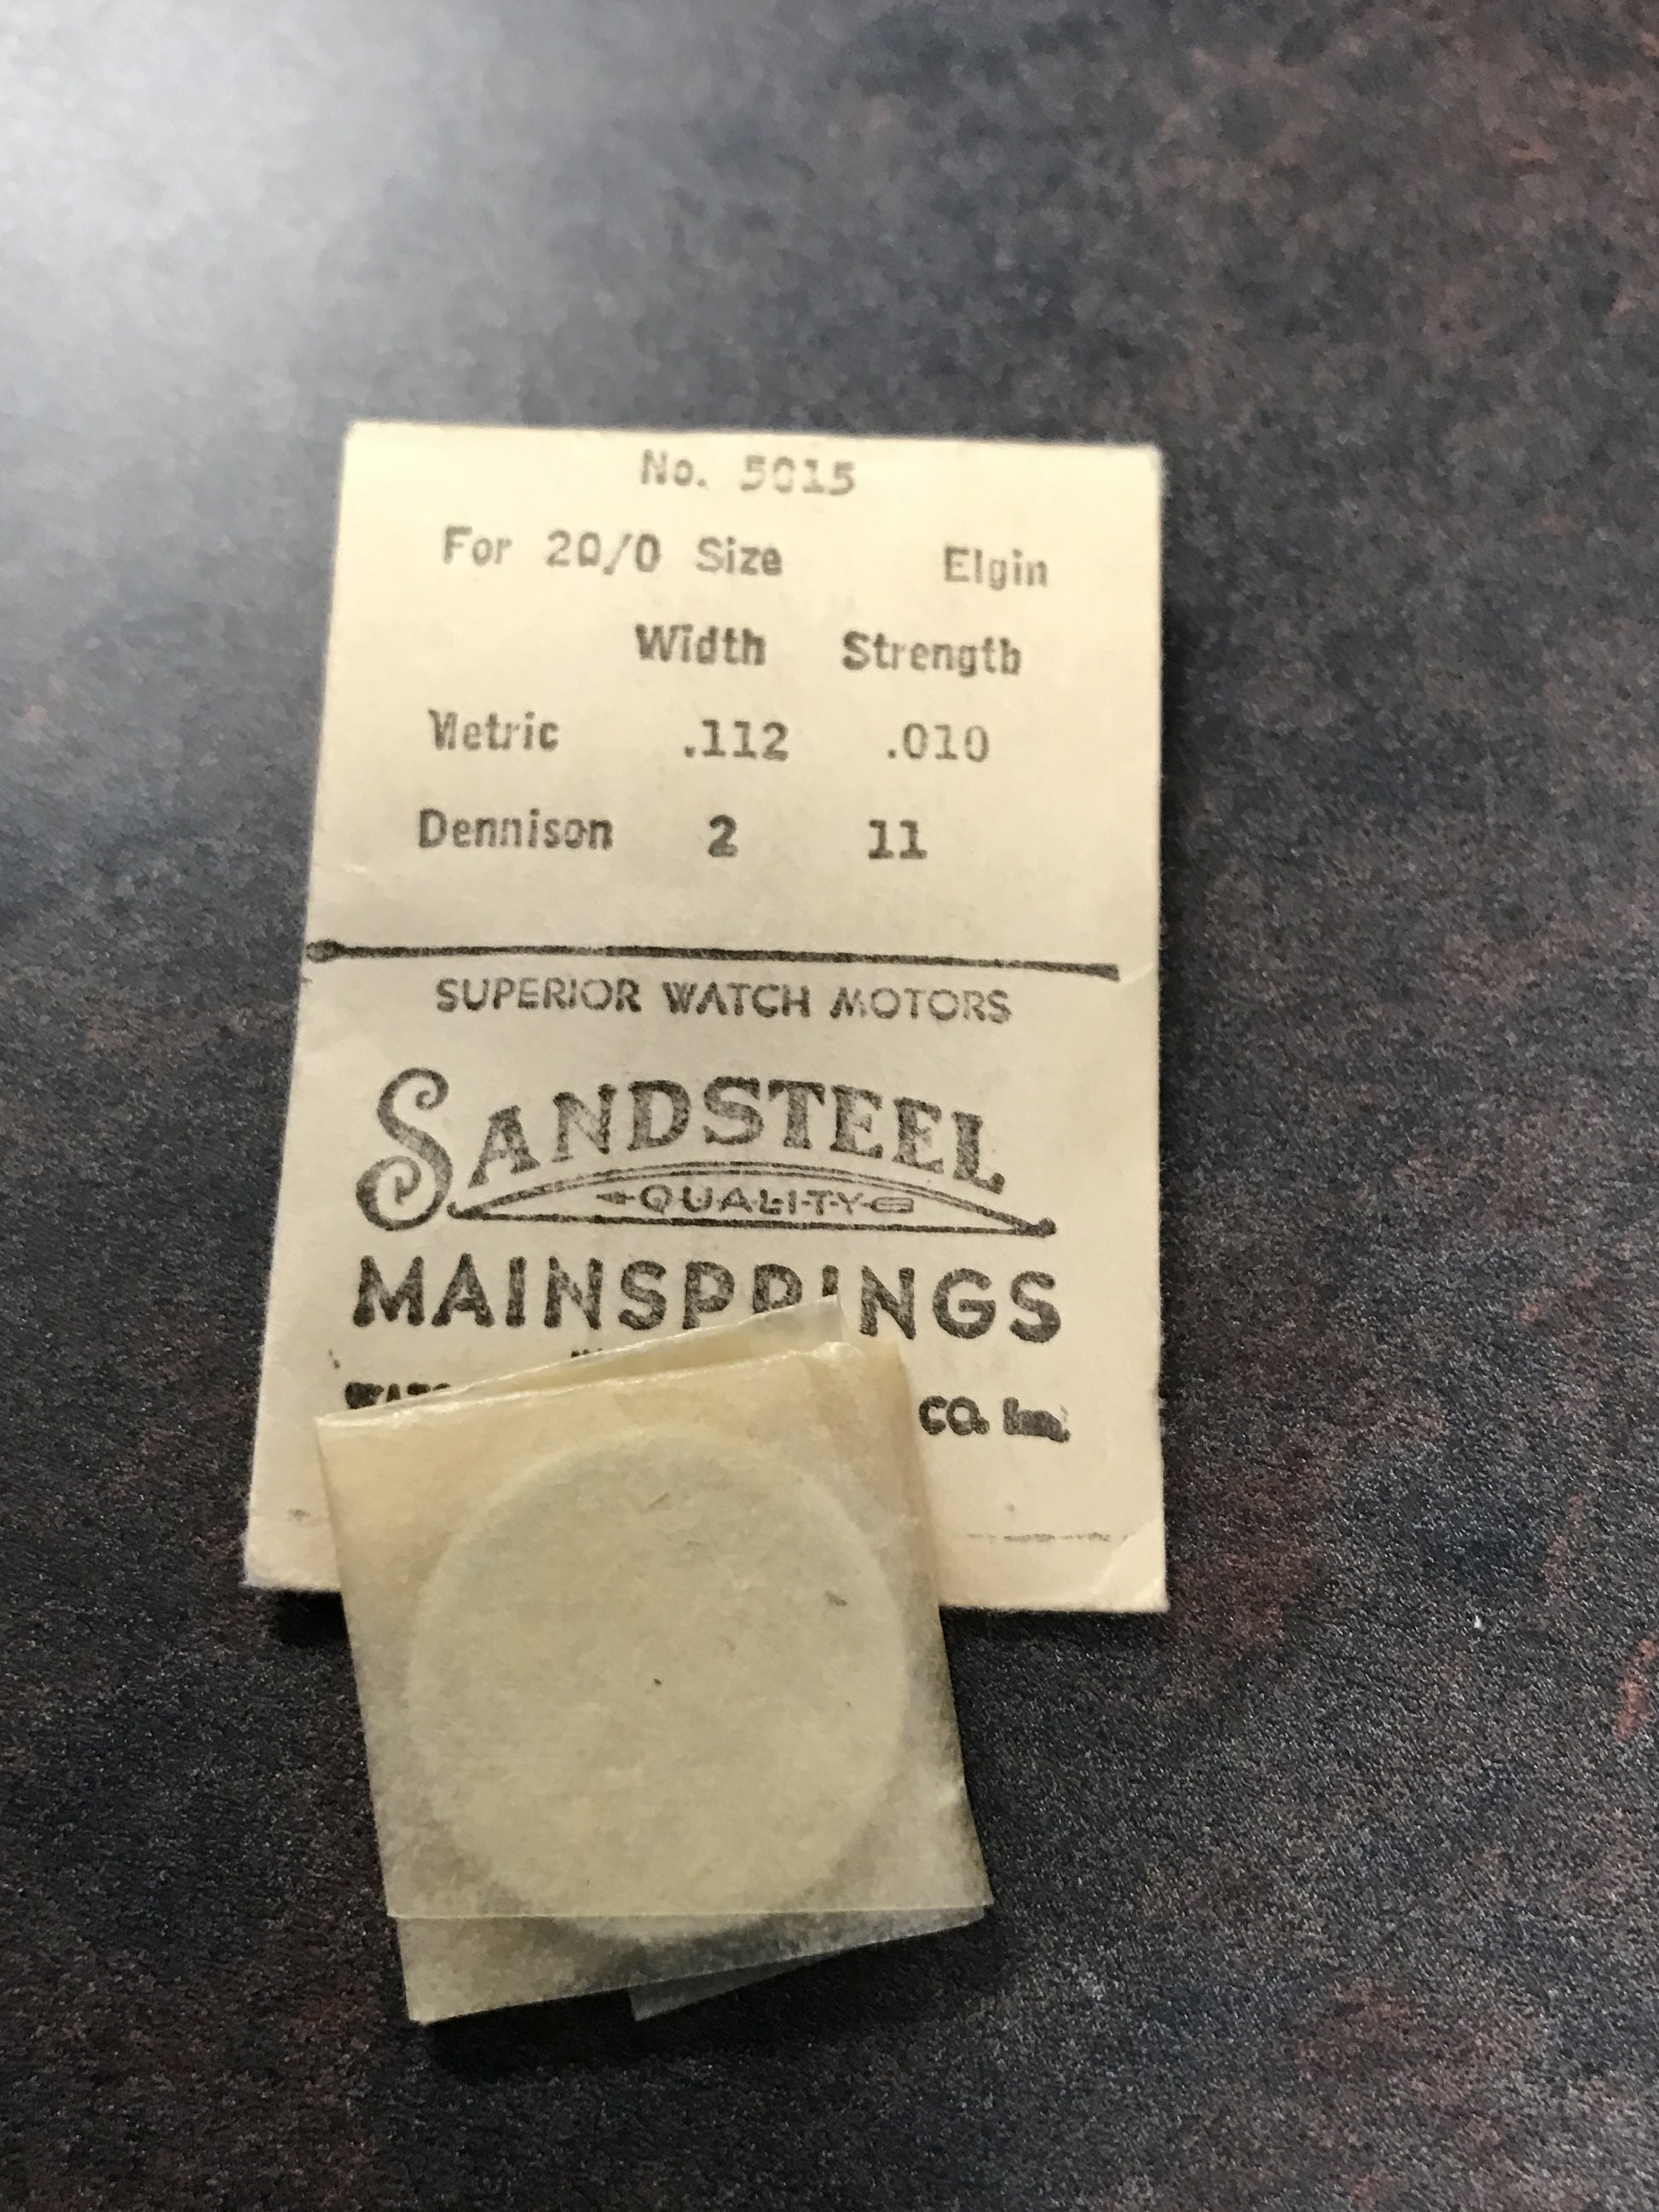 No. 5015
For 20/0 Size Elgin
Width Strength
Metric .112 .010
Dennison 2 11
SUPERIOR WATCH MOTORS
SANDSTEEL
QUALITY
MAINSPRINGS
CO. Inc.